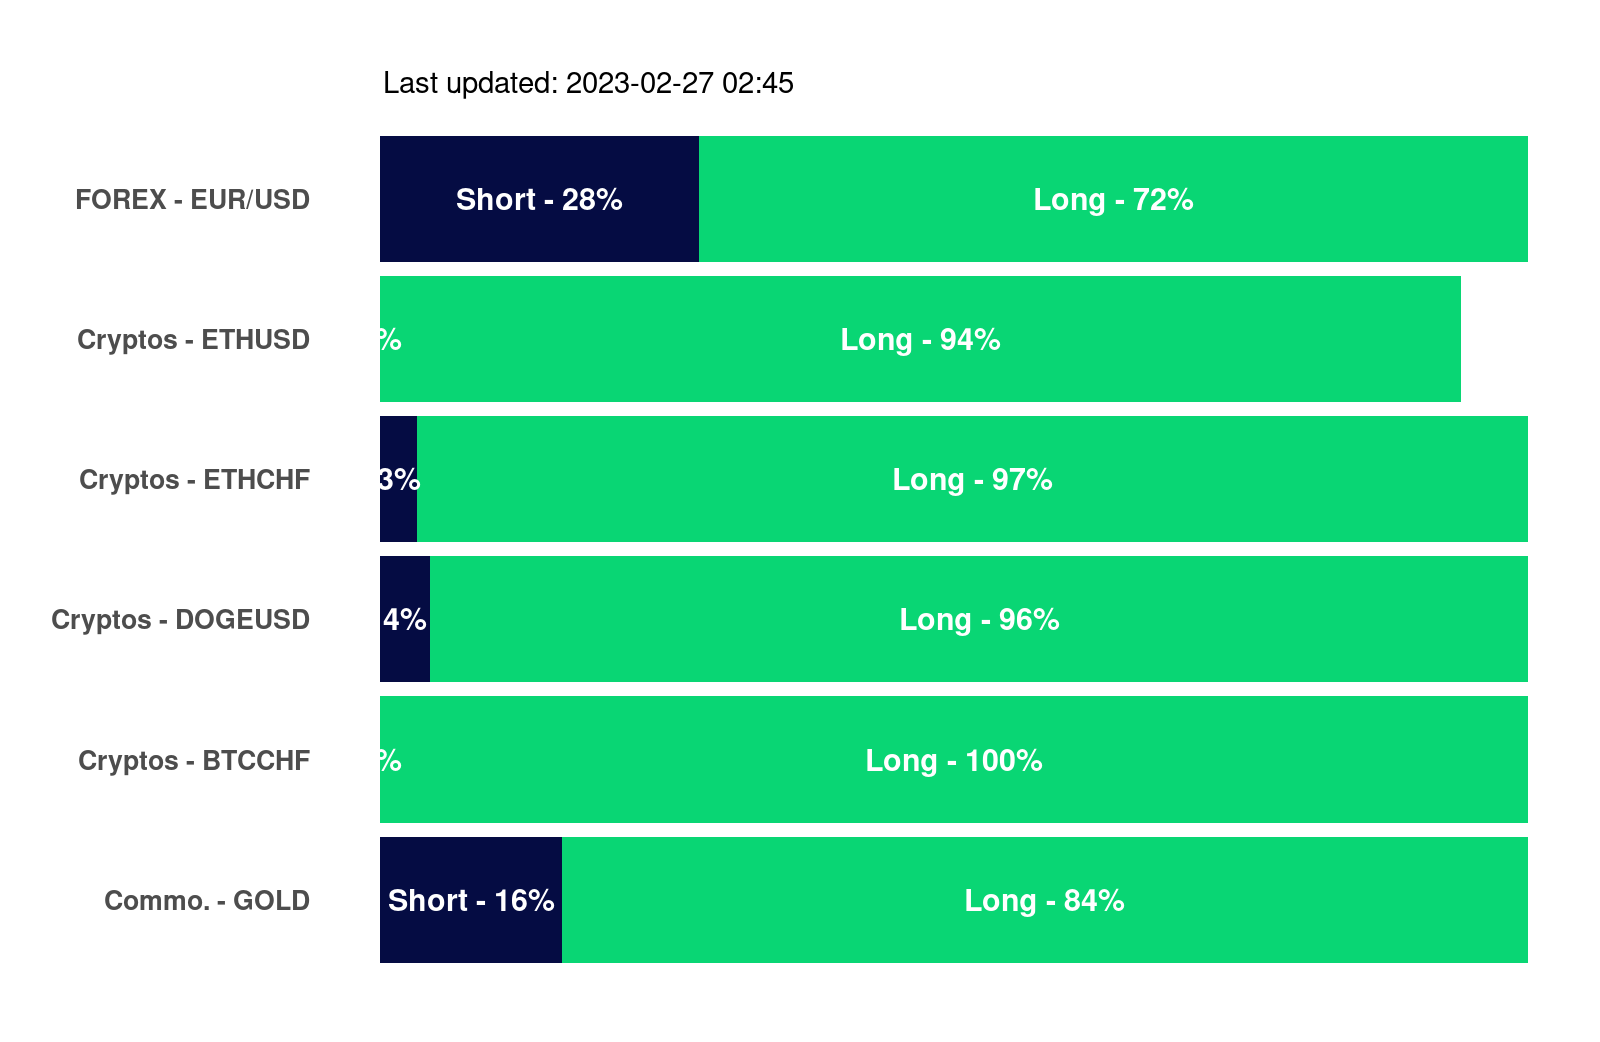 Last updated: 2023-02-27 02:45
FOREX - EUR/USD Short - 28% Long - 72%
Cryptos - ETHUSD % Long - 94%
Cryptos - ETHCHF 3% Long - 97%
Cryptos - DOGEUSD 4% Long - 96%
Cryptos - BTCCHF % Long - 100%
Commo. - GOLD Short - 16% Long - 84%